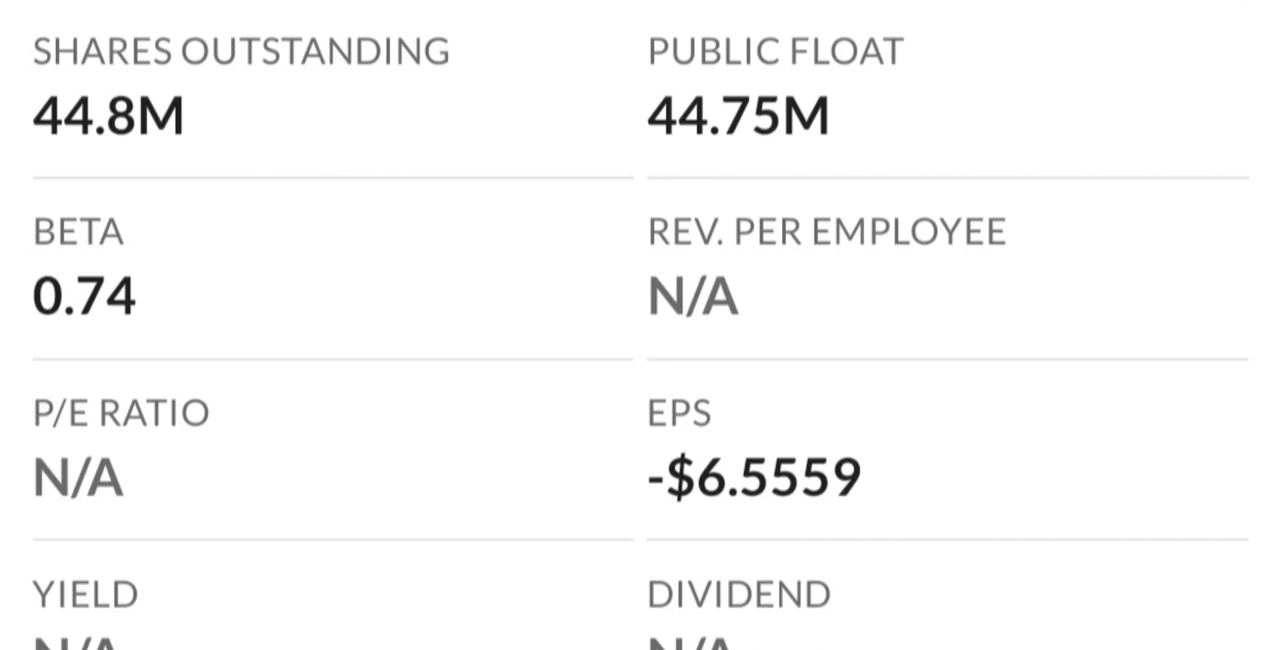 SHARES OUTSTANDING
44.8M
PUBLIC FLOAT
44.75M
BETA
0.74
REV. PER EMPLOYEE
N/A
P/E RATIO
N/A
EPS
-$6.5559
YIELD
N/A
DIVIDEND
N/A